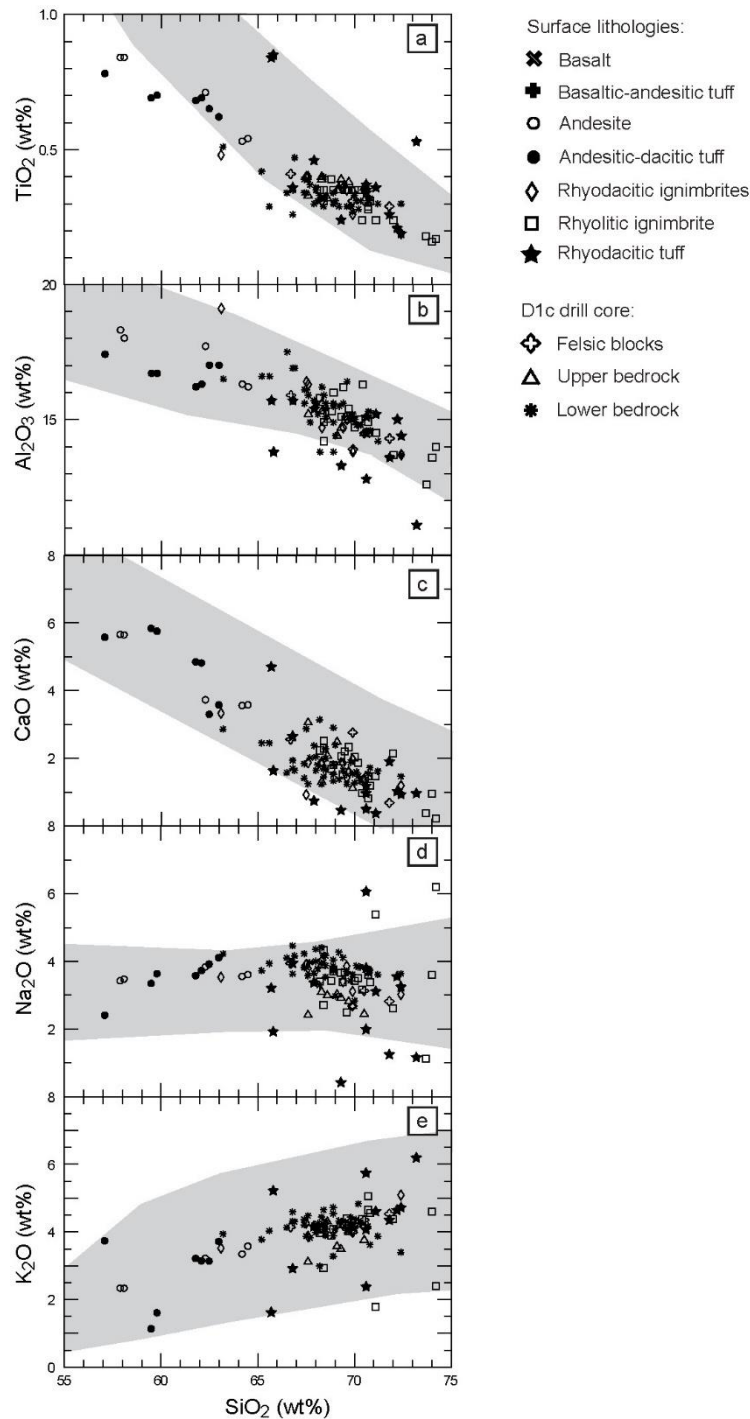 1.0
a
TiO₂ (wt%)
0.5
20
b
Al₂O₃ (wt%)
15
8
c
CaO (wt%)
6
4
2
8
d
Na₂O (wt%)
6
4
2
8
e
K₂O (wt%)
6
4
2
0
55 60 65 70 75
SiO₂ (wt%)
Surface lithologies:
Basalt
Basaltic-andesitic tuff
Andesite
Andesitic-dacitic tuff
Rhyodacitic ignimbrites
Rhyolitic ignimbrite
Rhyodacitic tuff
D1c drill core:
Felsic blocks
Upper bedrock
Lower bedrock